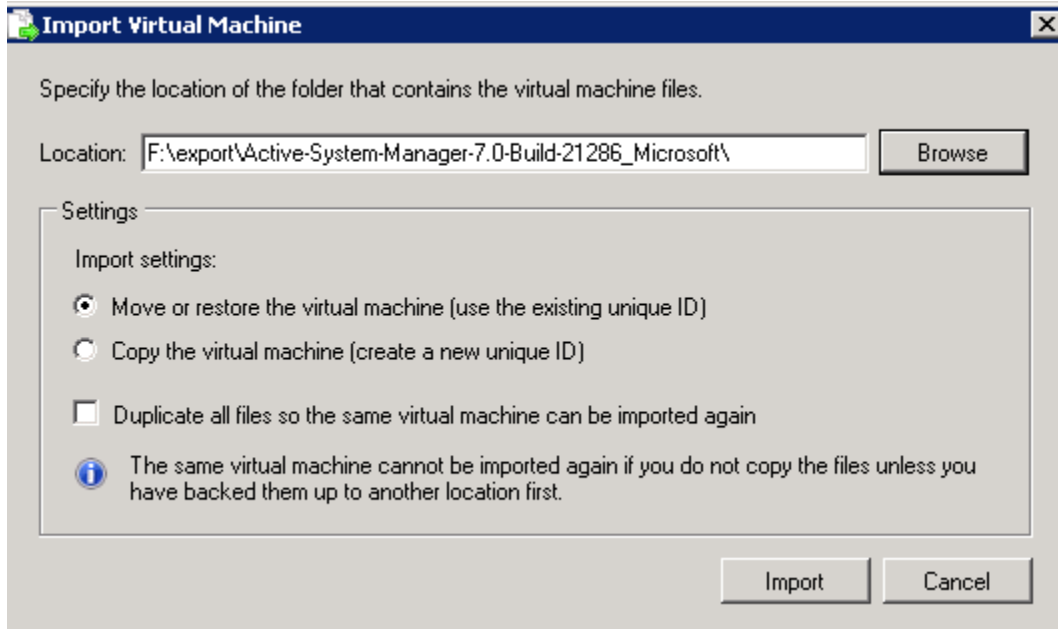 Import Virtual Machine
Specify the location of the folder that contains the virtual machine files.
Location: F:\export\Active-System-Manager-7.0-Build-21286_Microsoft\ Browse
Settings
Import settings:
Move or restore the virtual machine (use the existing unique ID)
Copy the virtual machine (create a new unique ID)
Duplicate all files so the same virtual machine can be imported again
The same virtual machine cannot be imported again if you do not copy the files unless you
have backed them up to another location first.
Import Cancel